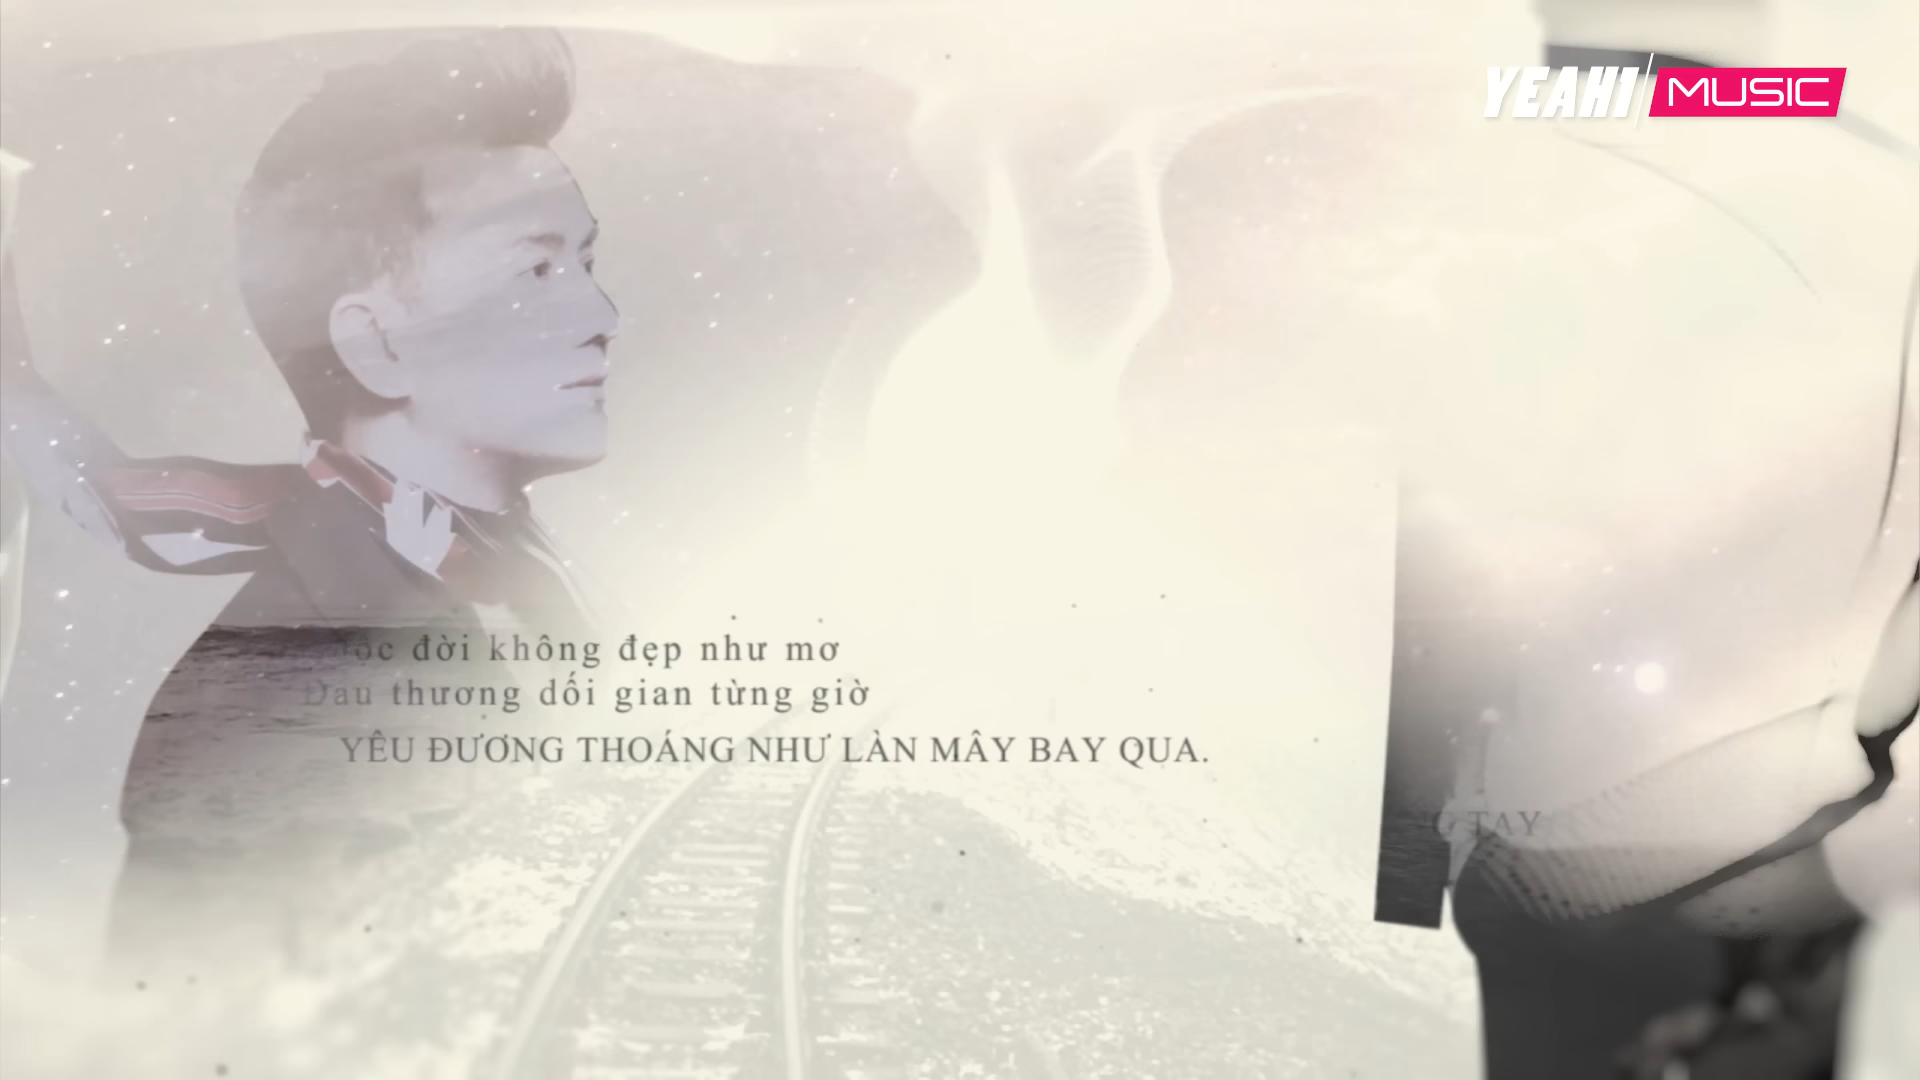 YEAH1 MUSIC
đời không đẹp như mơ
Đau thương dối gian từng giờ
YÊU ĐƯƠNG THOÁNG NHƯ LÀN MÂY BAY QUA.
TAY